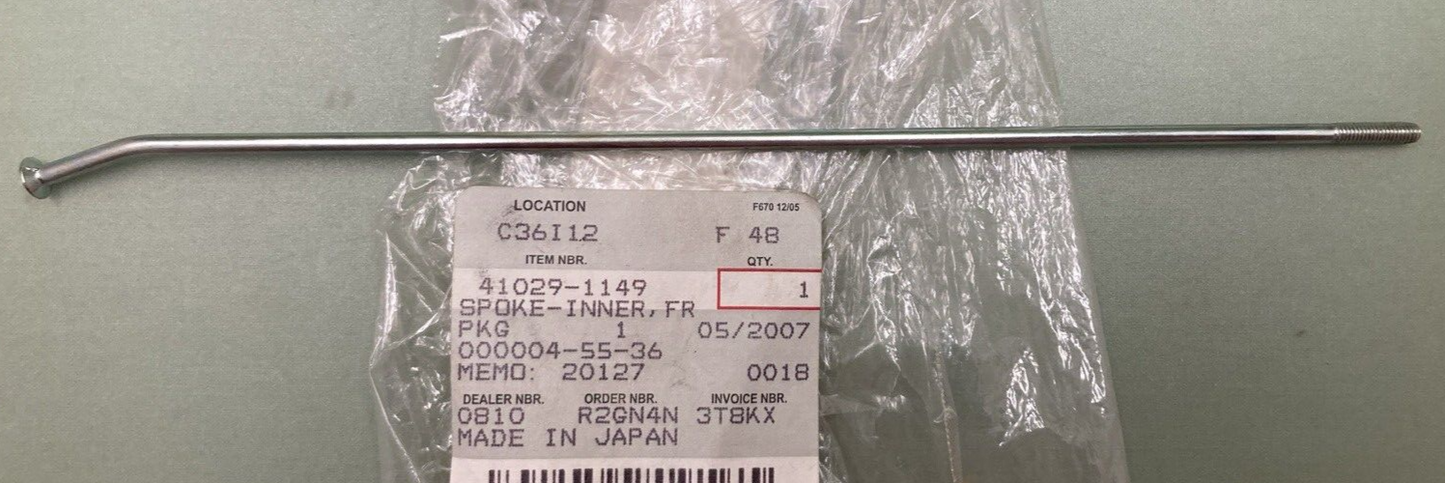 LOCATION F670 12/05
C36I12 F 48
ITEM NBR. QTY.
41029-1149 1
SPOKE-INNER,FR
PKG 1 05/2007
000004-55-36
MEMO: 20127 0018
DEALER NBR. ORDER NBR. INVOICE NBR.
0810 R2GN4N 3T8KX
MADE IN JAPAN